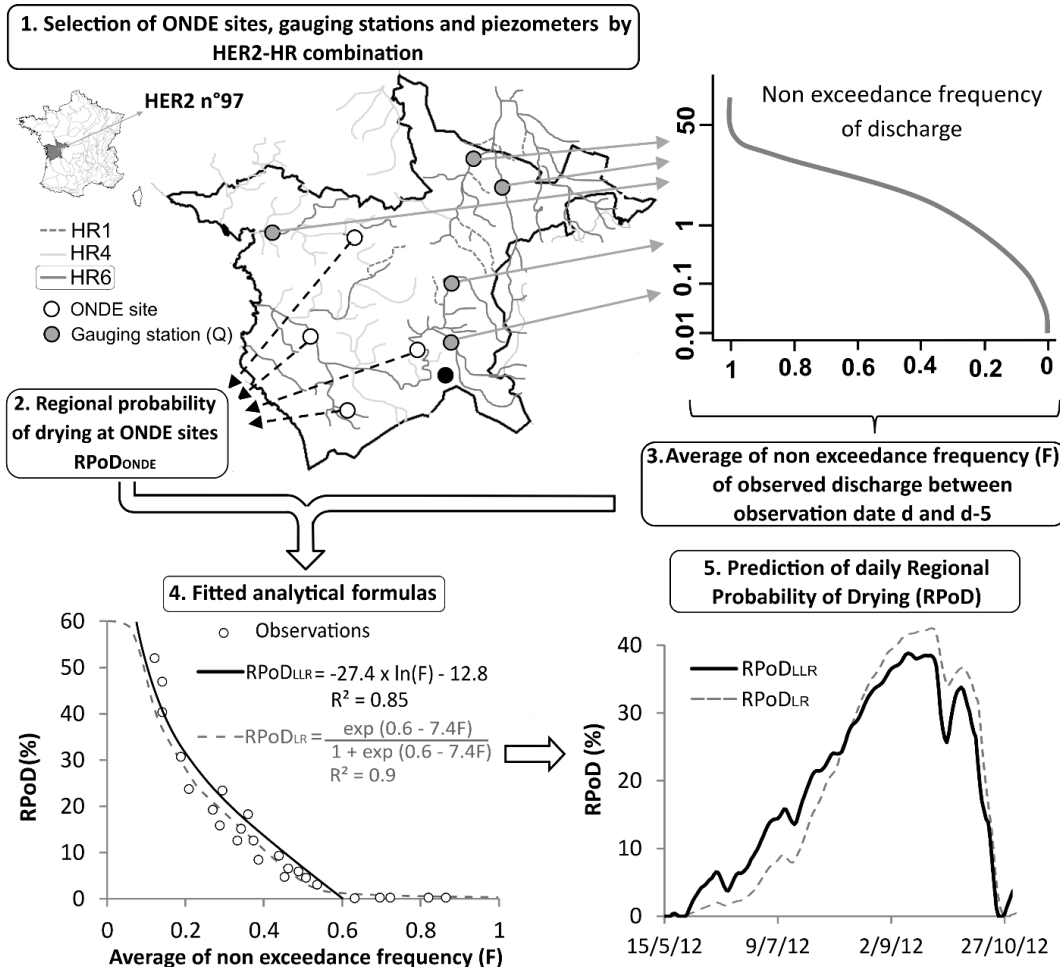 1. Selection of ONDE sites, gauging stations and piezometers by
HER2-HR combination
HER2 n°97
HR1
HR4
HR6
ONDE site
Gauging station (Q)
Non exceedance frequency
of discharge
50
1
0.1
0.01
1 0.8 0.6 0.4 0.2 0
2. Regional probability
of drying at ONDE sites
RPoDONDE
3.Average of non exceedance frequency (F)
of observed discharge between
observation date d and d-5
4. Fitted analytical formulas
Observations
RPoDLLR = -27.4 x ln(F) - 12.8
R² = 0.85
RPoDLR = exp (0.6 - 7.4F)
1 + exp (0.6 - 7.4F)
R² = 0.9
RPoD(%)
60
50
40
30
20
10
0
0 0.2 0.4 0.6 0.8 1
Average of non exceedance frequency (F)
5. Prediction of daily Regional
Probability of Drying (RPoD)
RPoDLLR
RPoDLR
RPoD (%)
40
30
20
10
0
15/5/12 9/7/12 2/9/12 27/10/12